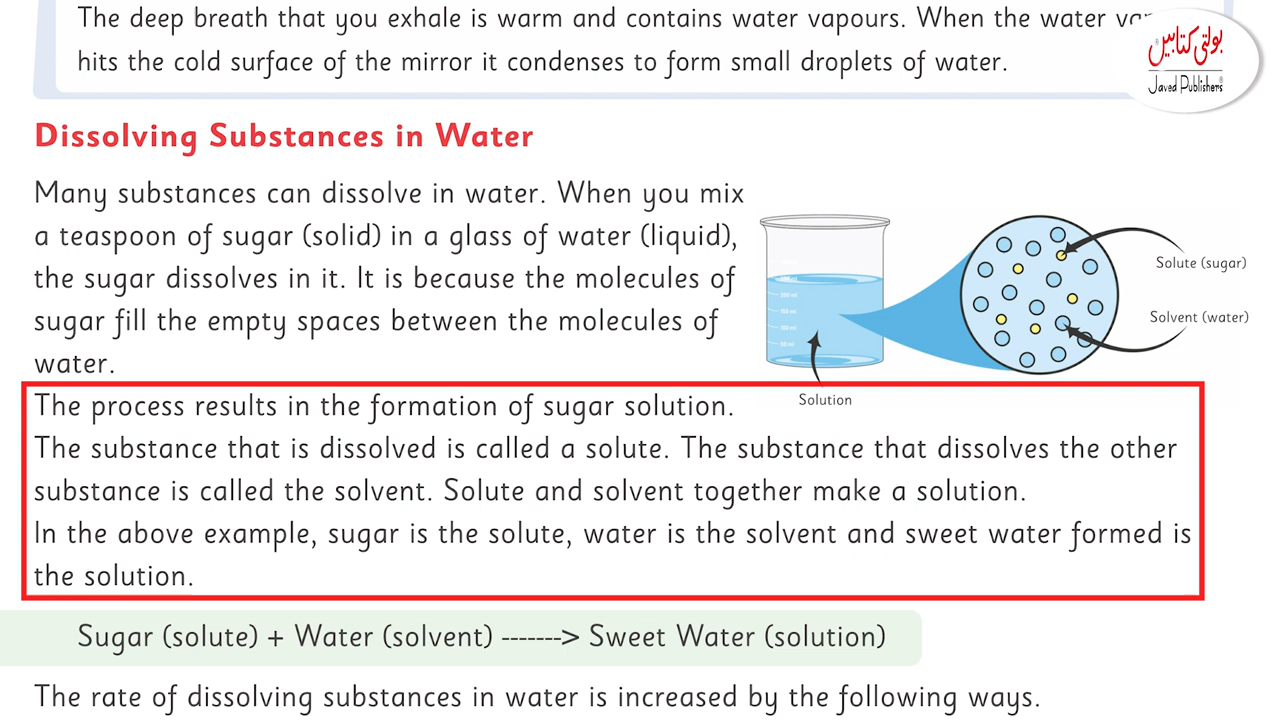 The deep breath that you exhale is warm and contains water vapours. When the water
hits the cold surface of the mirror it condenses to form small droplets of water.
بولتی کتابیں
Javed Publishers®
Dissolving Substances in Water
Many substances can dissolve in water. When you mix
a teaspoon of sugar (solid) in a glass of water (liquid),
the sugar dissolves in it. It is because the molecules of
sugar fill the empty spaces between the molecules of
water.
Solute (sugar)
Solvent (water)
Solution
The process results in the formation of sugar solution.
The substance that is dissolved is called a solute. The substance that dissolves the other
substance is called the solvent. Solute and solvent together make a solution.
In the above example, sugar is the solute, water is the solvent and sweet water formed is
the solution.
Sugar (solute) + Water (solvent) -------> Sweet Water (solution)
The rate of dissolving substances in water is increased by the following ways.